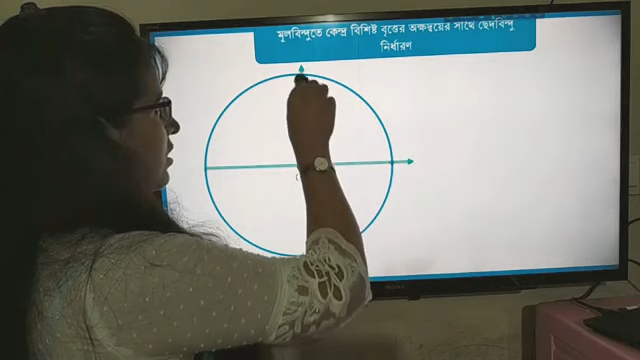 মূলবিন্দুতে কেন্দ্র বিশিষ্ট বৃত্তের অক্ষদ্বয়ের সাথে ছেদবিন্দু
নির্ধারণ